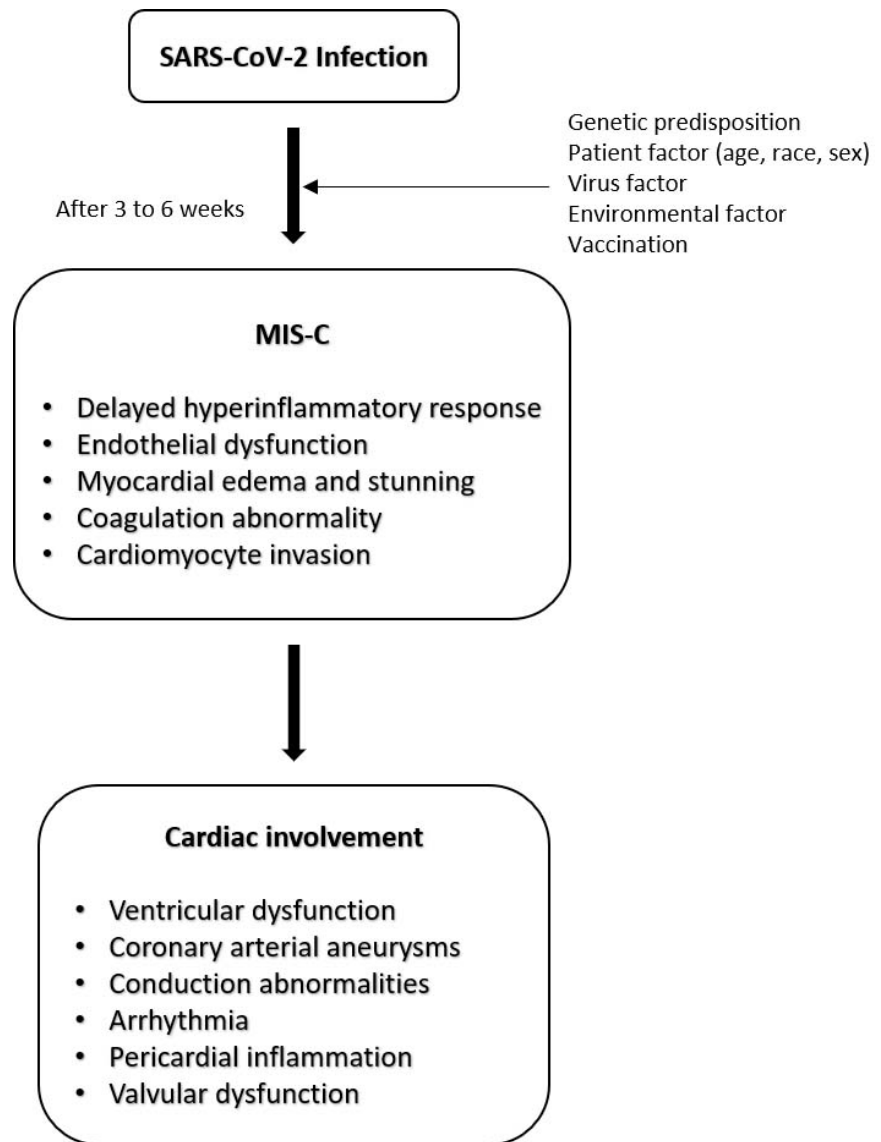 SARS-CoV-2 Infection
Genetic predisposition
Patient factor (age, race, sex)
Virus factor
Environmental factor
Vaccination
After 3 to 6 weeks
MIS-C
• Delayed hyperinflammatory response
• Endothelial dysfunction
• Myocardial edema and stunning
• Coagulation abnormality
• Cardiomyocyte invasion
Cardiac involvement
• Ventricular dysfunction
• Coronary arterial aneurysms
• Conduction abnormalities
• Arrhythmia
• Pericardial inflammation
• Valvular dysfunction